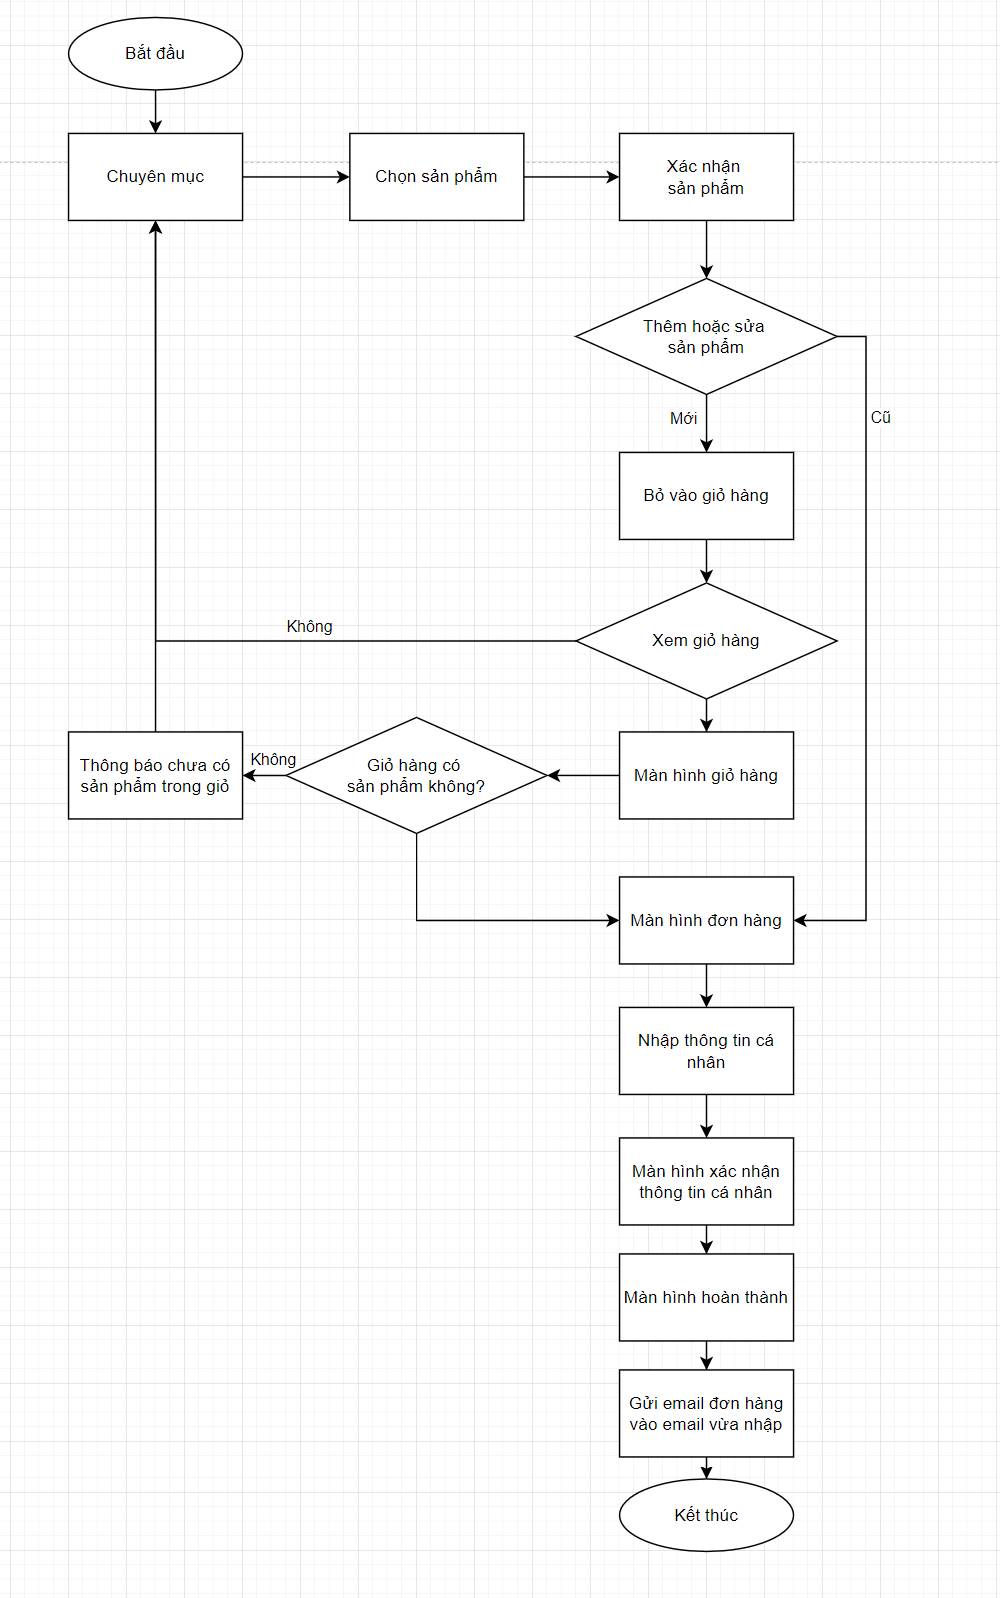 Bắt đầu
Chuyên mục
Chọn sản phẩm
Xác nhận
sản phẩm
Thêm hoặc sửa
sản phẩm
Mới
Cũ
Bỏ vào giỏ hàng
Không
Xem giỏ hàng
Thông báo chưa có
sản phẩm trong giỏ
Không
Giỏ hàng có
sản phẩm không?
Màn hình giỏ hàng
Màn hình đơn hàng
Nhập thông tin cá
nhân
Màn hình xác nhận
thông tin cá nhân
Màn hình hoàn thành
Gửi email đơn hàng
vào email vừa nhập
Kết thúc